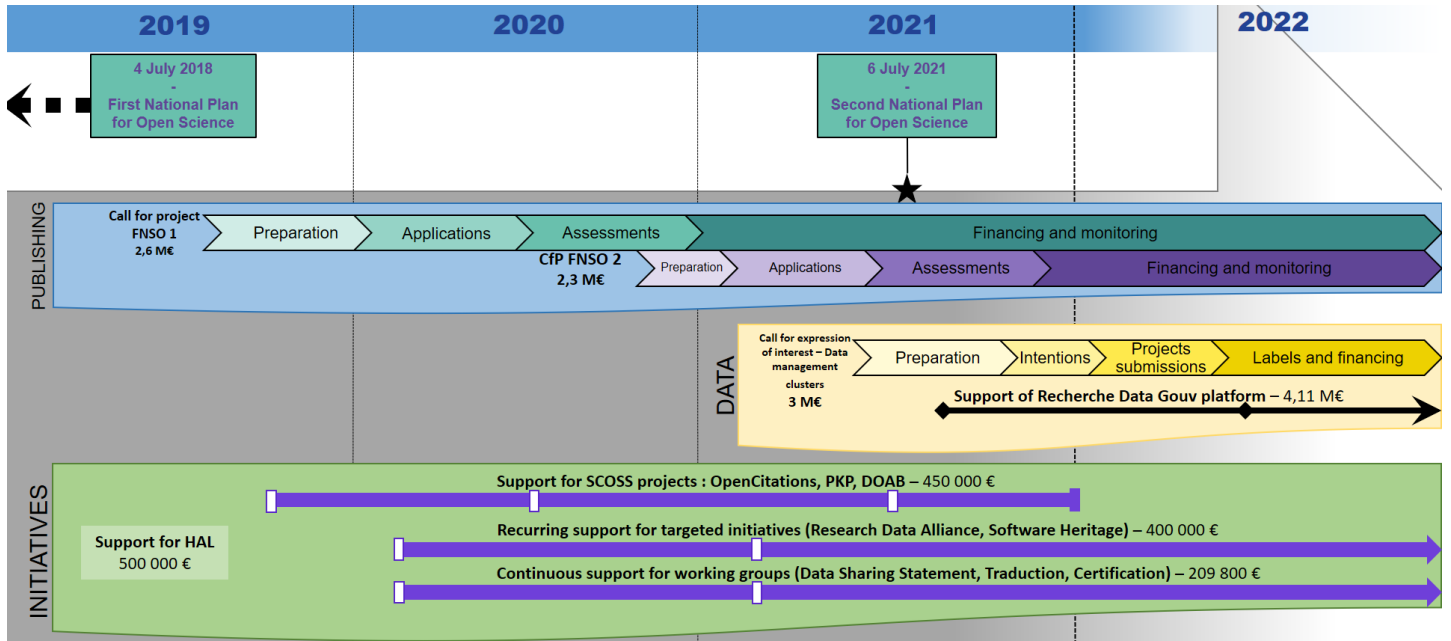 2019
2020
2021
2022
4 July 2018
-
First National Plan
for Open Science
6 July 2021
-
Second National Plan
for Open Science
PUBLISHING
Call for project
FNSO 1
2,6 M€
Preparation
Applications
Assessments
Financing and monitoring
CfP FNSO 2
2,3 M€
Preparation
Applications
Assessments
Financing and monitoring
DATA
Call for expression
of interest – Data
management
clusters
3 M€
Preparation
Intentions
Projects
submissions
Labels and financing
Support of Recherche Data Gouv platform – 4,11 M€
INITIATIVES
Support for HAL
500 000 €
Support for SCOSS projects : OpenCitations, PKP, DOAB – 450 000 €
Recurring support for targeted initiatives (Research Data Alliance, Software Heritage) – 400 000 €
Continuous support for working groups (Data Sharing Statement, Traduction, Certification) – 209 800 €